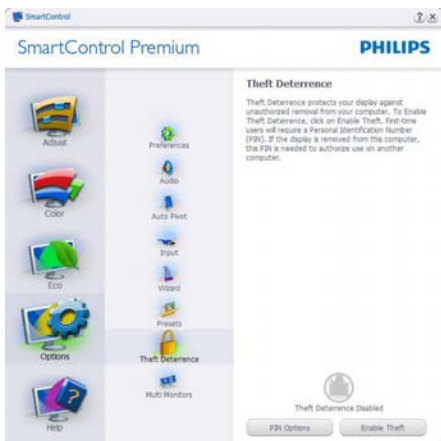 SmartControl
SmartControl Premium
PHILIPS
Adjust
Color
Eco
Options
Help
Preferences
Audio
Auto Pivot
Input
Wizard
Presets
Theft Deterrence
Multi Monitors
Theft Deterrence
Theft Deterrence protects your display against
unauthorized removal from your computer. To Enable
Theft Deterrence, click on Enable Theft. First-time
users will require a Personal Identification Number
(PIN). If the display is removed from this computer,
this PIN is needed to authorize use on another
computer.
Theft Deterrence Disabled
PIN Options
Enable Theft